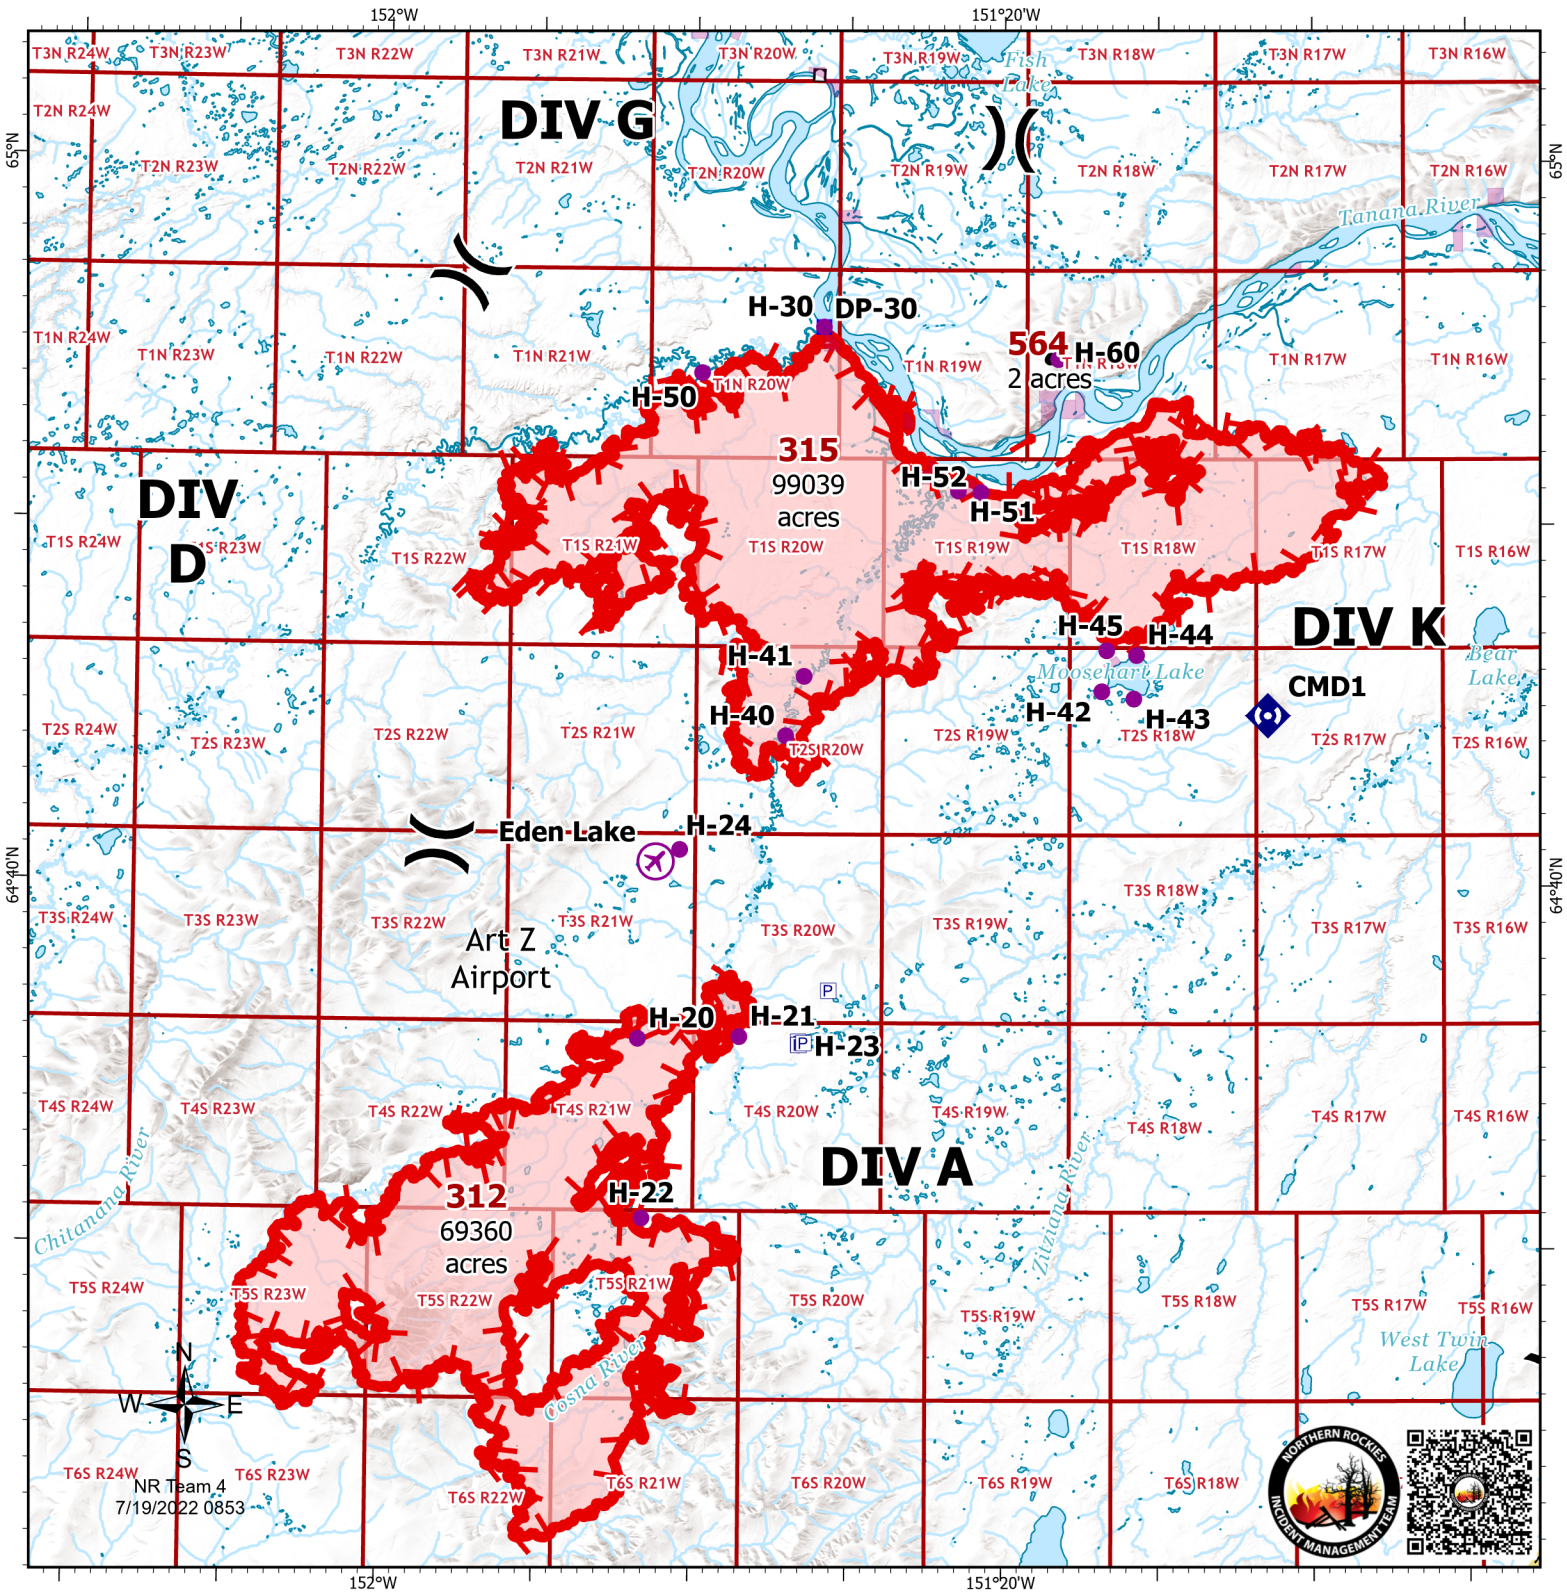 152°W
151°20'W
T3N R24W
T3N R23W
T3N R22W
T3N R21W
T3N R20W
T3N R19W
Fish
Lake
T3N R18W
T3N R17W
T3N R16W
65°N
65°N
T2N R24W
DIV G
)(
T2N R23W
T2N R22W
T2N R21W
T2N R20W
T2N R19W
T2N R18W
T2N R17W
T2N R16W
Tanana River
H-30
DP-30
T1N R24W
T1N R23W
T1N R22W
T1N R21W
T1N R20W
T1N R19W
564
2 acres
H-60
T1N R18W
T1N R17W
T1N R16W
H-50
315
99039
acres
H-52
H-51
DIV
D
T1S R24W
T1S R23W
T1S R22W
T1S R21W
T1S R20W
T1S R19W
T1S R18W
T1S R17W
T1S R16W
DIV K
H-45
H-44
Moosehart Lake
H-42
H-43
Bear
Lake
CMD1
H-41
H-40
T2S R24W
T2S R23W
T2S R22W
T2S R21W
T2S R20W
T2S R19W
T2S R18W
T2S R17W
T2S R16W
Eden Lake
H-24
64°40'N
64°40'N
T3S R24W
T3S R23W
T3S R22W
T3S R21W
T3S R20W
T3S R19W
T3S R18W
T3S R17W
T3S R16W
Art Z
Airport
P
H-20
H-21
iP
H-23
T4S R24W
T4S R23W
T4S R22W
T4S R21W
T4S R20W
T4S R19W
T4S R18W
T4S R17W
T4S R16W
DIV A
Chitanana River
Zitziana River
312
69360
acres
H-22
T5S R24W
T5S R23W
T5S R22W
T5S R21W
T5S R20W
T5S R19W
T5S R18W
T5S R17W
T5S R16W
West Twin
Lake
Cosna River
N
W
E
S
T6S R24W
T6S R23W
T6S R22W
T6S R21W
T6S R20W
T6S R19W
T6S R18W
NR Team 4
7/19/2022 0853
NORTHERN ROCKIES
INCIDENT MANAGEMENT TEAM
152°W
151°20'W